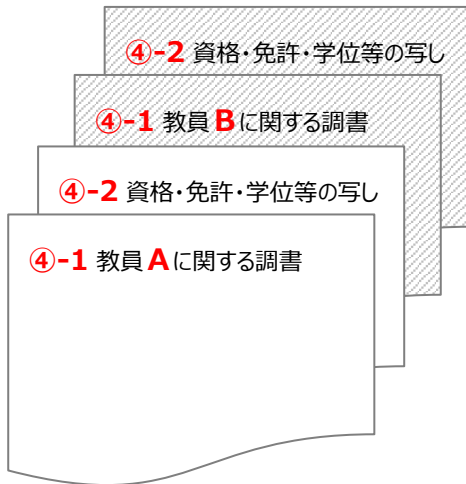 ④-2 資格・免許・学位等の写し
④-1 教員 B に関する調書
④-2 資格・免許・学位等の写し
④-1 教員 A に関する調書